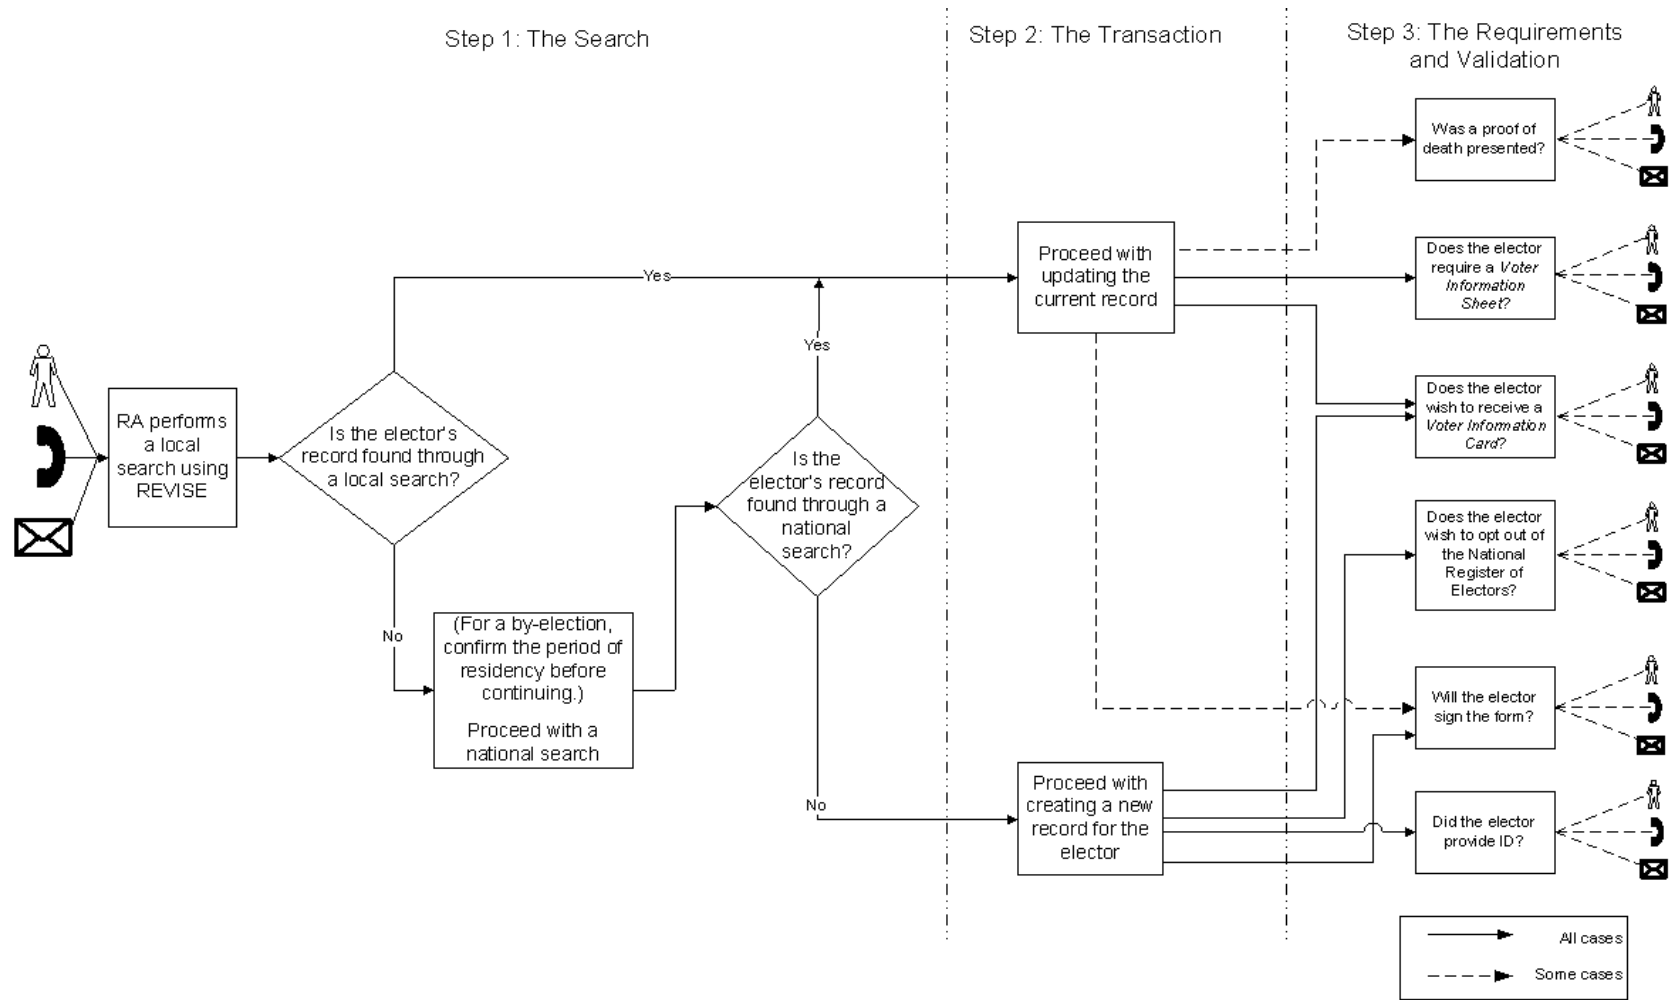 Step 1: The Search
Step 2: The Transaction
Step 3: The Requirements
and Validation
RA performs
a local
search using
REVISE
Is the elector's
record found through
a local search?
Yes
No
(For a by-election,
confirm the period of
residency before
continuing.)
Proceed with a
national search
Is the
elector's record
found through a
national
search?
Yes
No
Proceed with
updating the
current record
Proceed with
creating a new
record for the
elector
Was a proof of
death presented?
Does the elector
require a Voter
Information
Sheet?
Does the elector
wish to receive a
Voter Information
Card?
Does the elector
wish to opt out of
the National
Register of
Electors?
Will the elector
sign the form?
Did the elector
provide ID?
All cases
Some cases